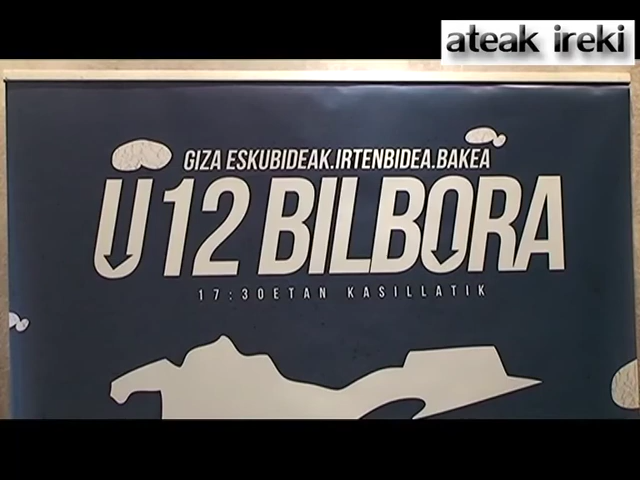 ateak ireki
GIZA ESKUBIDEAK.IRTENBIDEA.BAKEA
U12 BILBORA
17:30ETAN KASILLATIK